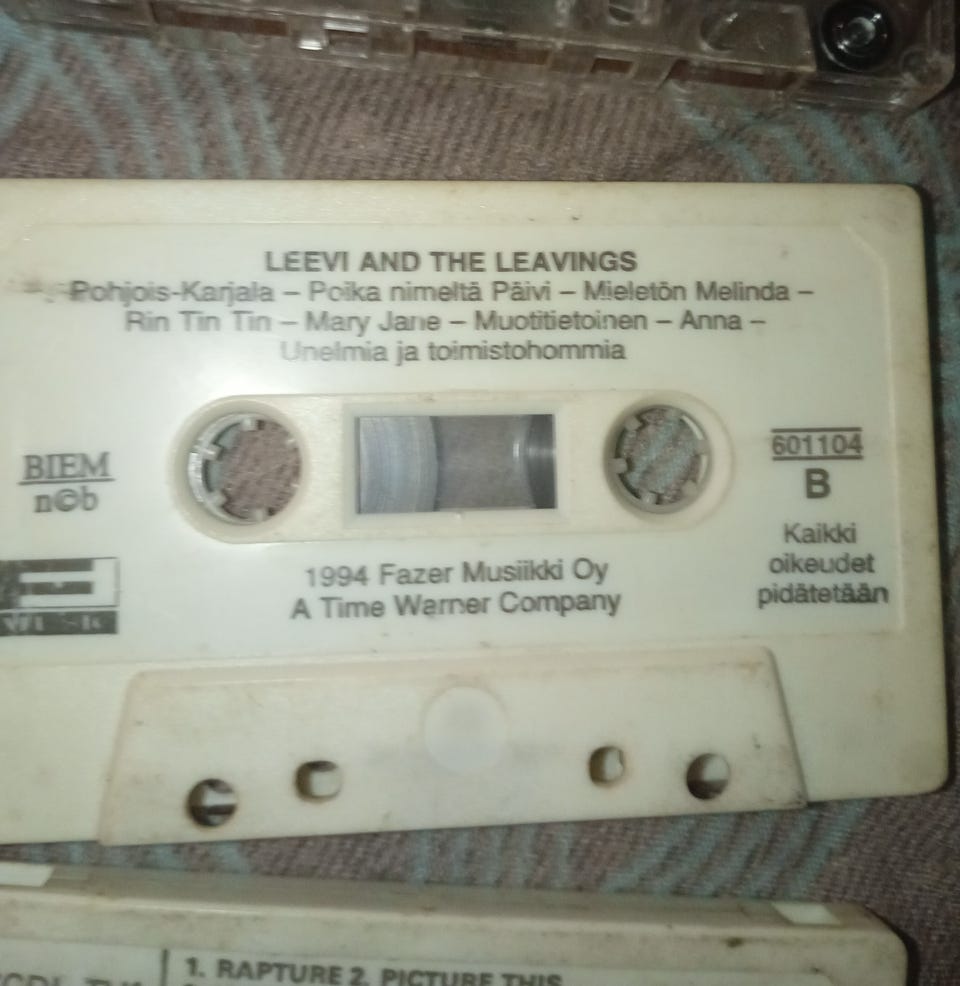 LEEVI AND THE LEAVINGS
Pohjois-Karjala – Poika nimeltä Päivi – Mieletön Melinda –
Rin Tin Tin – Mary Jane – Muotitietoinen – Anna –
Unelmia ja toimistohommia
BIEM
n©b
601104
B
Kaikki
oikeudet
pidätetään
1994 Fazer Musiikki Oy
A Time Warner Company
1. RAPTURE 2. PICTURE THIS